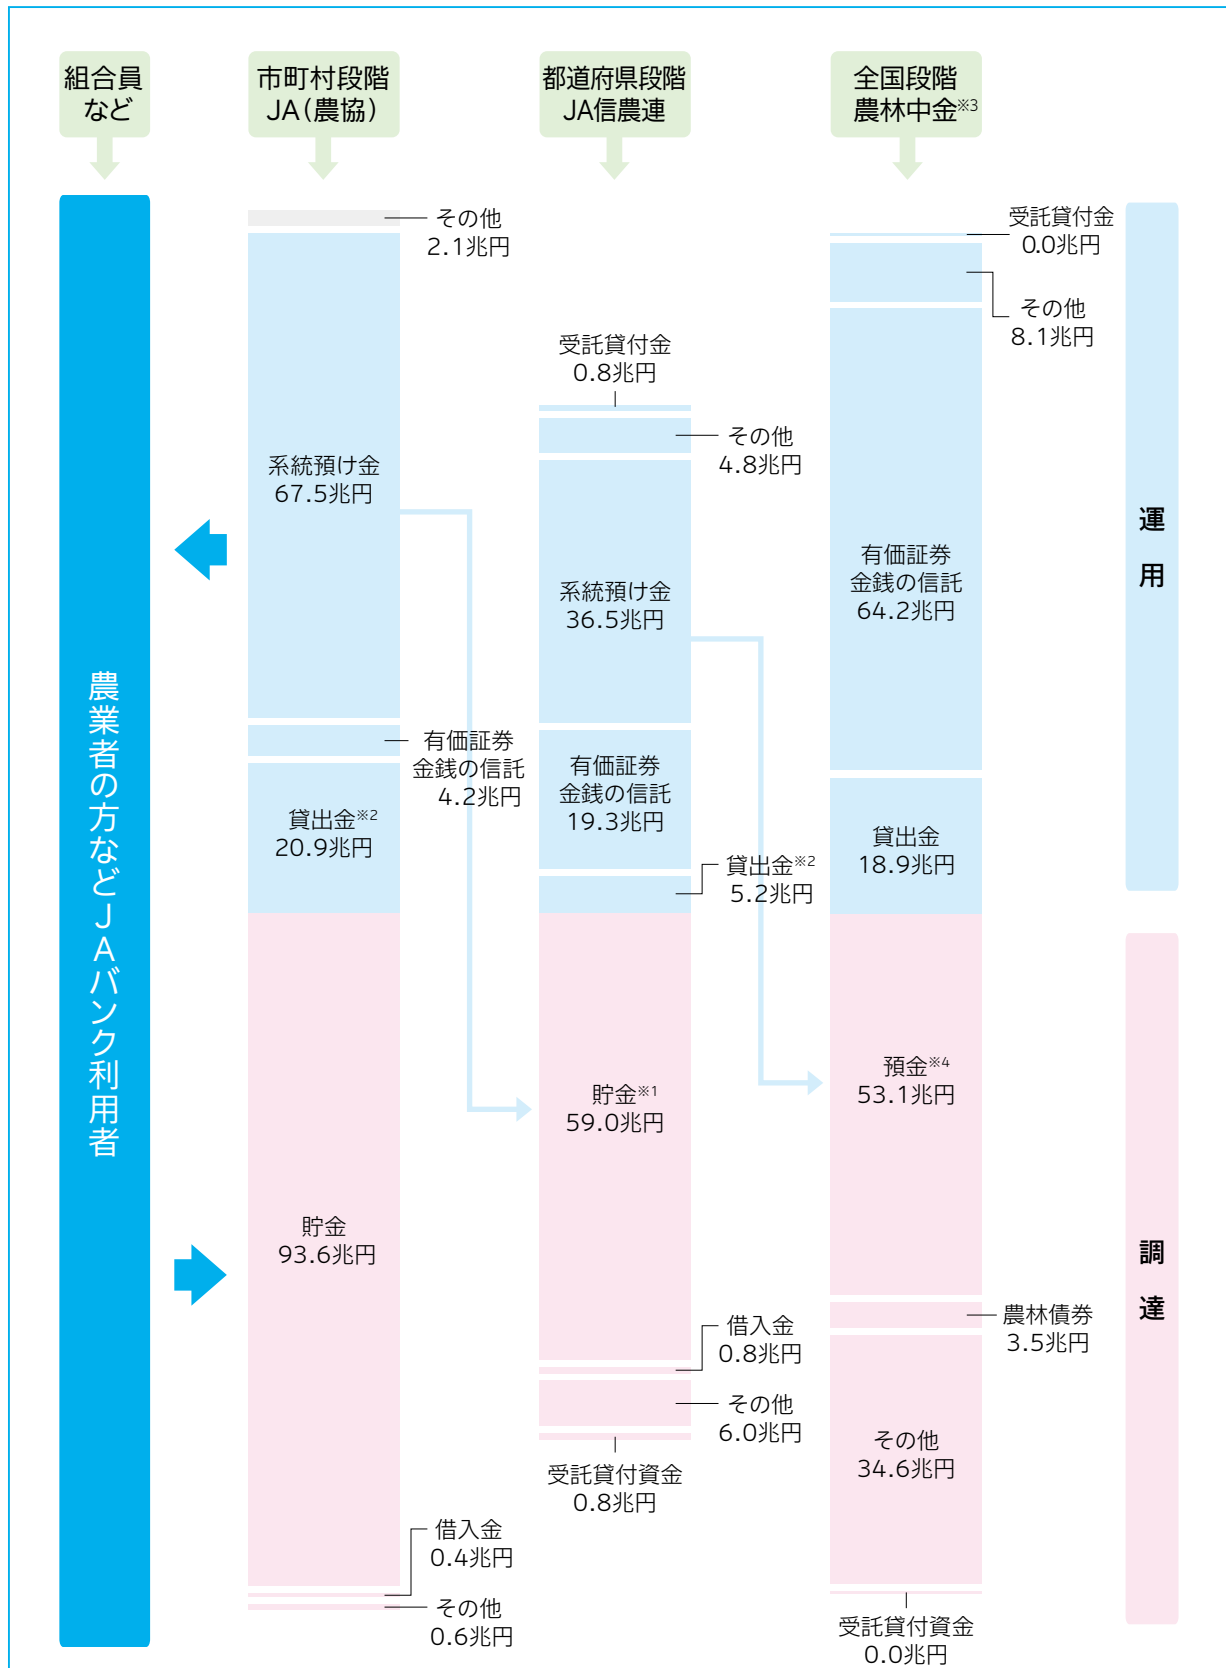 組合員
など
市町村段階
JA(農協)
都道府県段階
JA信農連
全国段階
農林中金※3
農業者の方などJAバンク利用者
その他
2.1兆円
系統預け金
67.5兆円
有価証券
金銭の信託
4.2兆円
貸出金※2
20.9兆円
貯金
93.6兆円
借入金
0.4兆円
その他
0.6兆円
受託貸付金
0.8兆円
その他
4.8兆円
系統預け金
36.5兆円
有価証券
金銭の信託
19.3兆円
貸出金※2
5.2兆円
貯金※1
59.0兆円
借入金
0.8兆円
その他
6.0兆円
受託貸付資金
0.8兆円
受託貸付金
0.0兆円
その他
8.1兆円
有価証券
金銭の信託
64.2兆円
貸出金
18.9兆円
預金※4
53.1兆円
農林債券
3.5兆円
その他
34.6兆円
受託貸付資金
0.0兆円
運用
調達